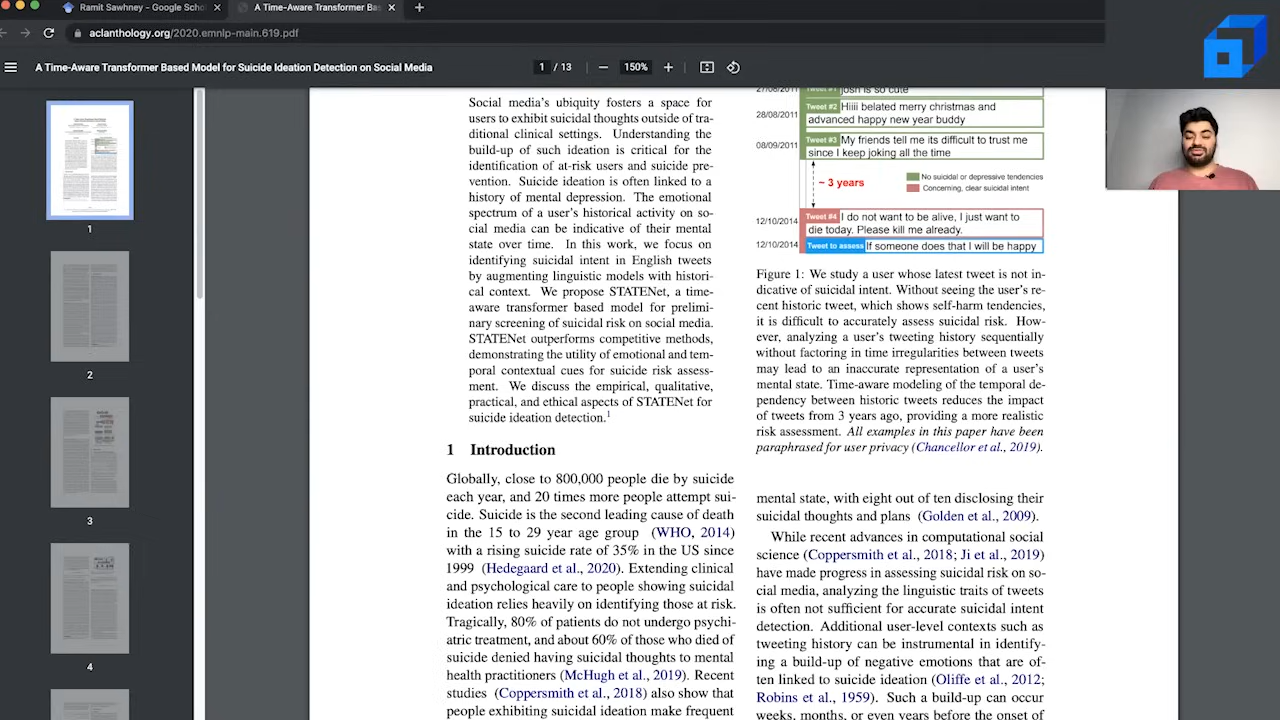 Ramit Sawhney - Google Schol
A Time-Aware Transformer Bas
aclanthology.org/2020.emnlp-main.619.pdf
A Time-Aware Transformer Based Model for Suicide Ideation Detection on Social Media
1 / 13
150%
1
2
3
4
Social media's ubiquity fosters a space for
users to exhibit suicidal thoughts outside of tra-
ditional clinical settings. Understanding the
build-up of such ideation is critical for the
identification of at-risk users and suicide pre-
vention. Suicide ideation is often linked to a
history of mental depression. The emotional
spectrum of a user's historical activity on so-
cial media can be indicative of their mental
state over time. In this work, we focus on
identifying suicidal intent in English tweets
by augmenting linguistic models with histori-
cal context. We propose STATENet, a time-
aware transformer based model for prelimi-
nary screening of suicidal risk on social media.
STATENet outperforms competitive methods,
demonstrating the utility of emotional and tem-
poral contextual cues for suicide risk assess-
ment. We discuss the empirical, qualitative,
practical, and ethical aspects of STATENet for
suicide ideation detection.1
1 Introduction
Globally, close to 800,000 people die by suicide
each year, and 20 times more people attempt sui-
cide. Suicide is the second leading cause of death
in the 15 to 29 year age group (WHO, 2014)
with a rising suicide rate of 35% in the US since
1999 (Hedegaard et al., 2020). Extending clinical
and psychological care to people showing suicidal
ideation relies heavily on identifying those at risk.
Tragically, 80% of patients do not undergo psychi-
atric treatment, and about 60% of those who died of
suicide denied having suicidal thoughts to mental
health practitioners (McHugh et al., 2019). Recent
studies (Coppersmith et al., 2018) also show that
people exhibiting suicidal ideation make frequent
27/08/2011 Tweet #1 josh is so cute
28/08/2011 Tweet #2 Hiiii belated merry christmas and
advanced happy new year buddy
08/09/2011 Tweet #3 My friends tell me its difficult to trust me
since I keep joking all the time
~ 3 years
No suicidal or depressive tendencies
Concerning, clear suicidal intent
12/10/2014 Tweet #4 I do not want to be alive, I just want to
die today. Please kill me already.
12/10/2014 Tweet to assess If someone does that I will be happy
Figure 1: We study a user whose latest tweet is not in-
dicative of suicidal intent. Without seeing the user's re-
cent historic tweet, which shows self-harm tendencies,
it is difficult to accurately assess suicidal risk. How-
ever, analyzing a user's tweeting history sequentially
without factoring in time irregularities between tweets
may lead to an inaccurate representation of a user's
mental state. Time-aware modeling of the temporal de-
pendency between historic tweets reduces the impact
of tweets from 3 years ago, providing a more realistic
risk assessment. All examples in this paper have been
paraphrased for user privacy (Chancellor et al., 2019).
mental state, with eight out of ten disclosing their
suicidal thoughts and plans (Golden et al., 2009).
While recent advances in computational social
science (Coppersmith et al., 2018; Ji et al., 2019)
have made progress in assessing suicidal risk on so-
cial media, analyzing the linguistic traits of tweets
is often not sufficient for accurate suicidal intent
detection. Additional user-level contexts such as
tweeting history can be instrumental in identify-
ing a build-up of negative emotions that are of-
ten linked to suicide ideation (Oliffe et al., 2012;
Robins et al., 1959). Such a build-up can occur
weeks, months, or even years before the onset of